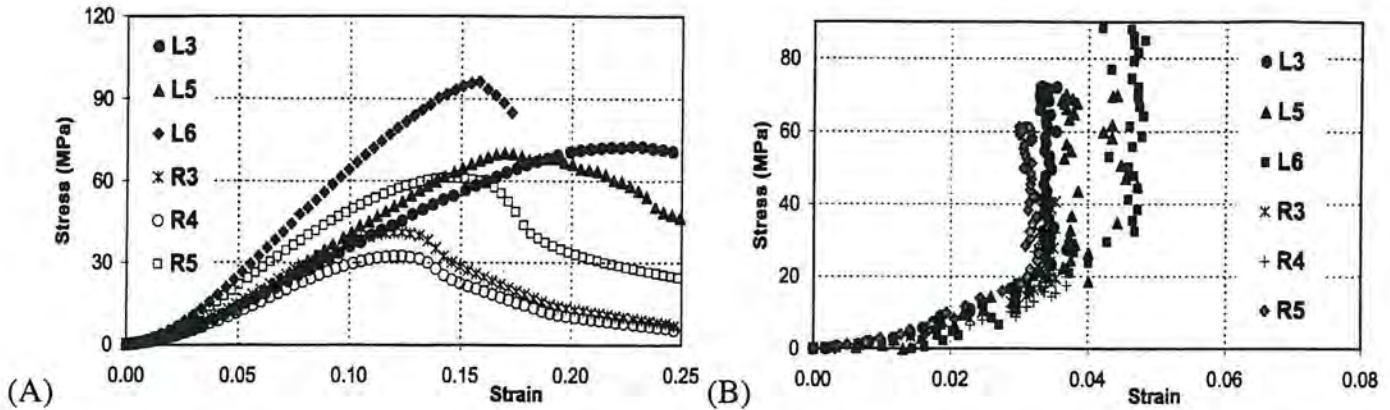 120
90
60
30
0
Stress (MPa)
L3
L5
L6
R3
R4
R5
0.00 0.05 0.10 0.15 0.20 0.25
Strain
(A)
80
60
40
20
0
Stress (MPa)
L3
L5
L6
R3
R4
R5
0.00 0.02 0.04 0.06 0.08
Strain
(B)